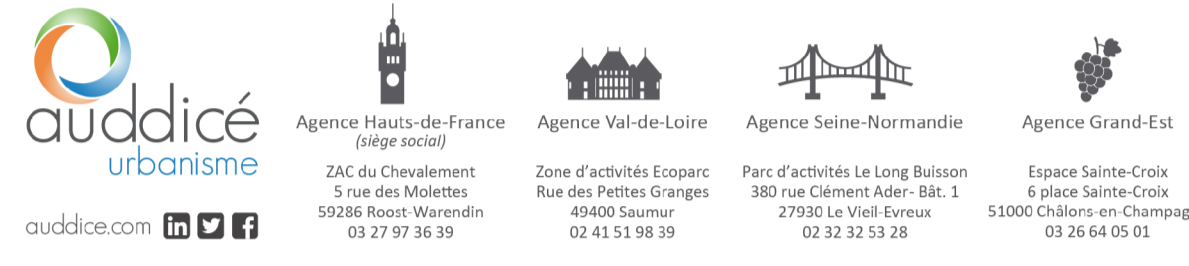 auddicé
urbanisme
auddice.com
Agence Hauts-de-France
(siège social)
ZAC du Chevalement
5 rue des Molettes
59286 Roost-Warendin
03 27 97 36 39
Agence Val-de-Loire
Zone d'activités Ecoparc
Rue des Petites Granges
49400 Saumur
02 41 51 98 39
Agence Seine-Normandie
Parc d'activités Le Long Buisson
380 rue Clément Ader- Bât. 1
27930 Le Vieil-Evreux
02 32 32 53 28
Agence Grand-Est
Espace Sainte-Croix
6 place Sainte-Croix
51000 Châlons-en-Champag
03 26 64 05 01